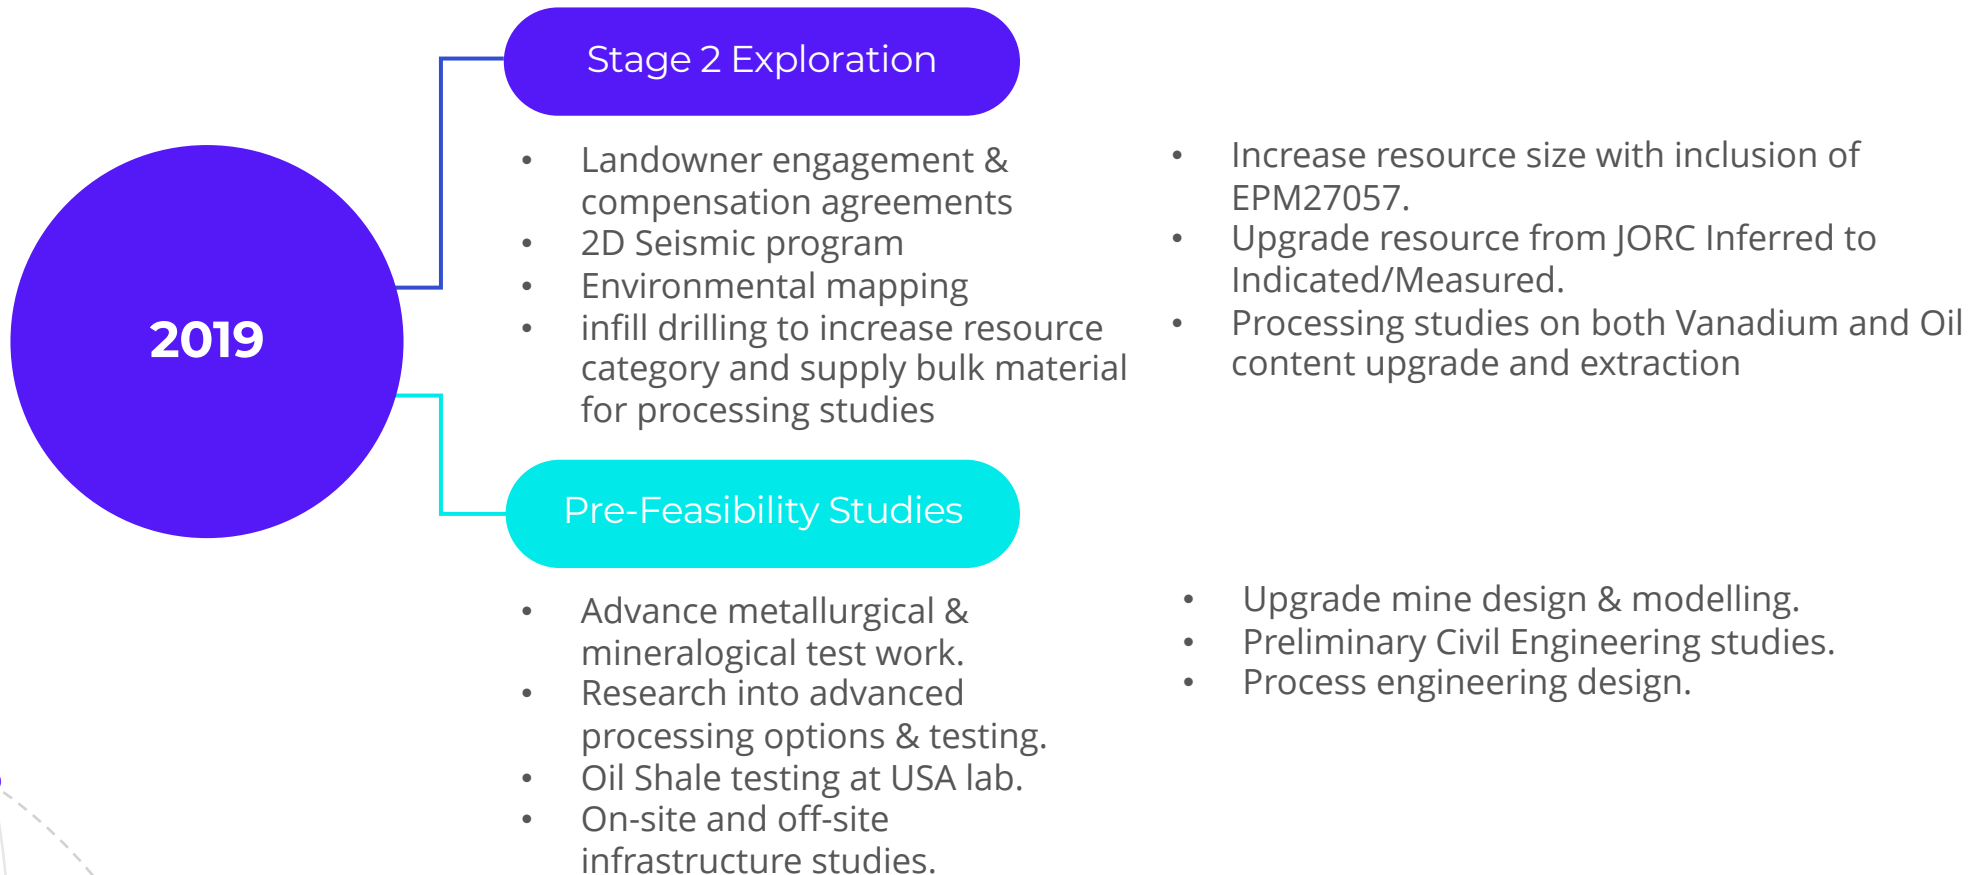 2019
Stage 2 Exploration
• Landowner engagement &
compensation agreements
• 2D Seismic program
• Environmental mapping
• infill drilling to increase resource
category and supply bulk material
for processing studies
• Increase resource size with inclusion of
EPM27057.
• Upgrade resource from JORC Inferred to
Indicated/Measured.
• Processing studies on both Vanadium and Oil
content upgrade and extraction
Pre-Feasibility Studies
• Advance metallurgical &
mineralogical test work.
• Research into advanced
processing options & testing.
• Oil Shale testing at USA lab.
• On-site and off-site
infrastructure studies.
• Upgrade mine design & modelling.
• Preliminary Civil Engineering studies.
• Process engineering design.